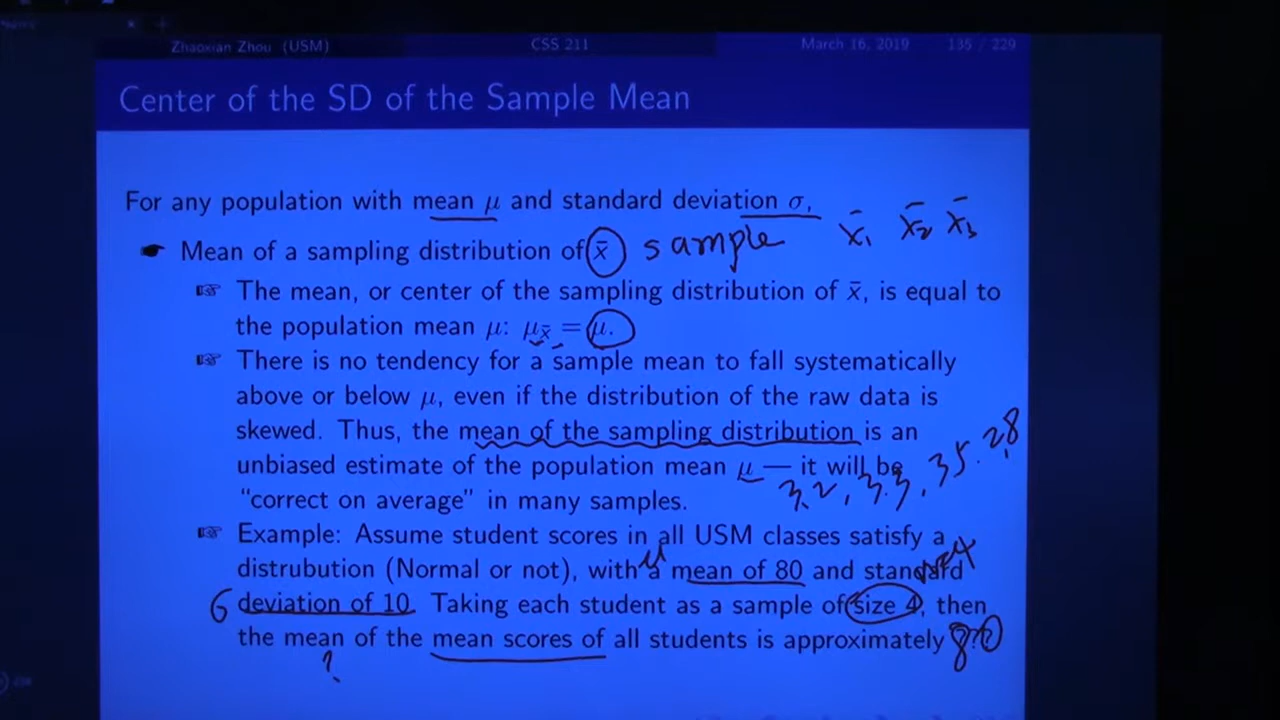 Zhaoxian Zhou (USM) CSS 211 March 16, 2019 135 / 229
Center of the SD of the Sample Mean
For any population with mean μ and standard deviation σ,
x̄₁ x̄₂ x̄₃
Mean of a sampling distribution of x̄ sample
The mean, or center of the sampling distribution of x̄, is equal to
the population mean μ: μx̄ = μ.
There is no tendency for a sample mean to fall systematically
above or below μ, even if the distribution of the raw data is
skewed. Thus, the mean of the sampling distribution is an
unbiased estimate of the population mean μ — it will be
"correct on average" in many samples.
3.2, 3.3, 35. 2.8
Example: Assume student scores in all USM classes satisfy a
distrubution (Normal or not), with a mean of 80 and standard
μ
σ deviation of 10. Taking each student as a sample of size 4, then
the mean of the mean scores of all students is approximately
?